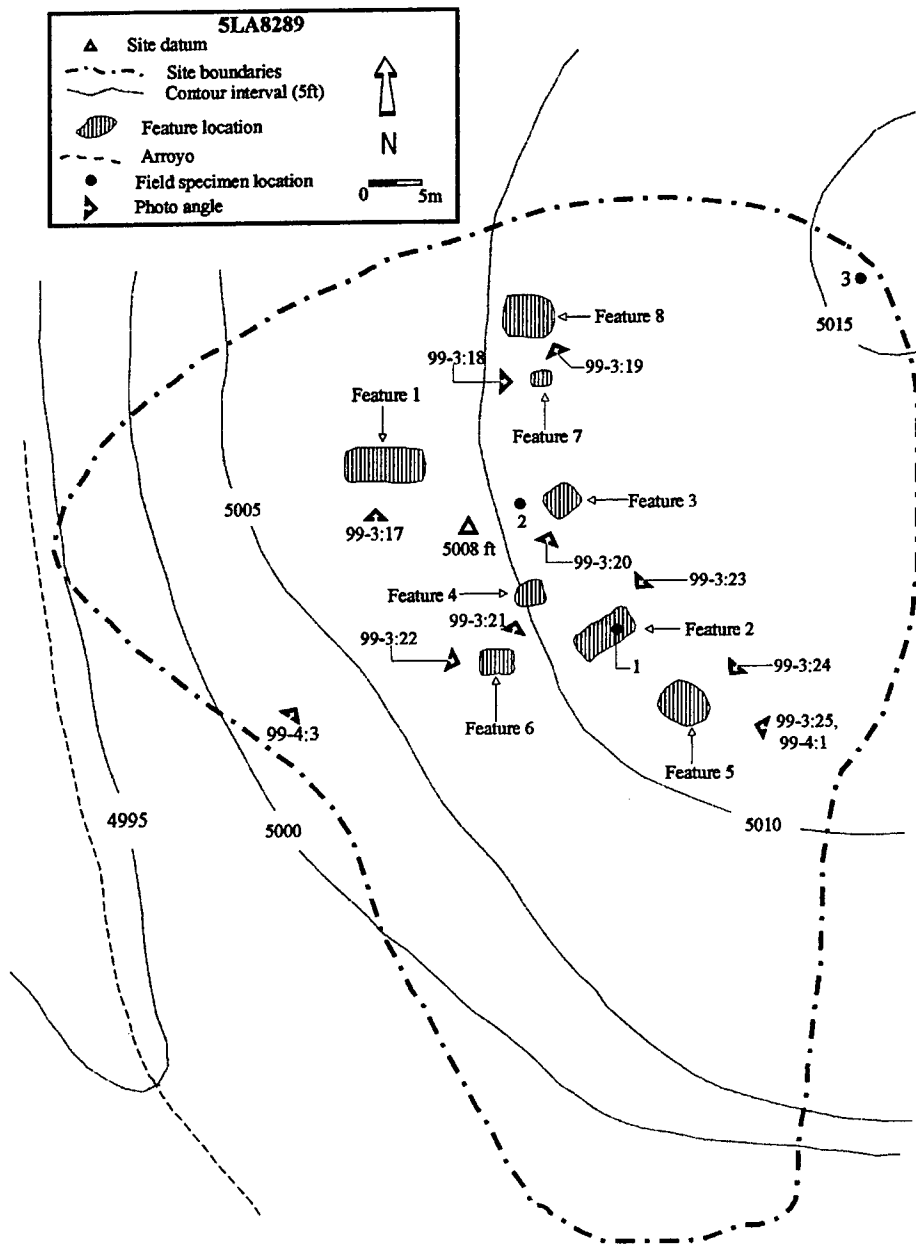 5LA8289
Site datum
Site boundaries
Contour interval (5ft)
Feature location
N
Arroyo
Field specimen location
0 5m
Photo angle
3
5015
Feature 8
99-3:18
99-3:19
Feature 1
Feature 7
5005
Feature 3
2
99-3:17
5008 ft
99-3:20
99-3:23
Feature 4
99-3:21
Feature 2
99-3:22
1
99-3:24
Feature 6
99-4:3
99-3:25,
99-4:1
Feature 5
4995
5000
5010